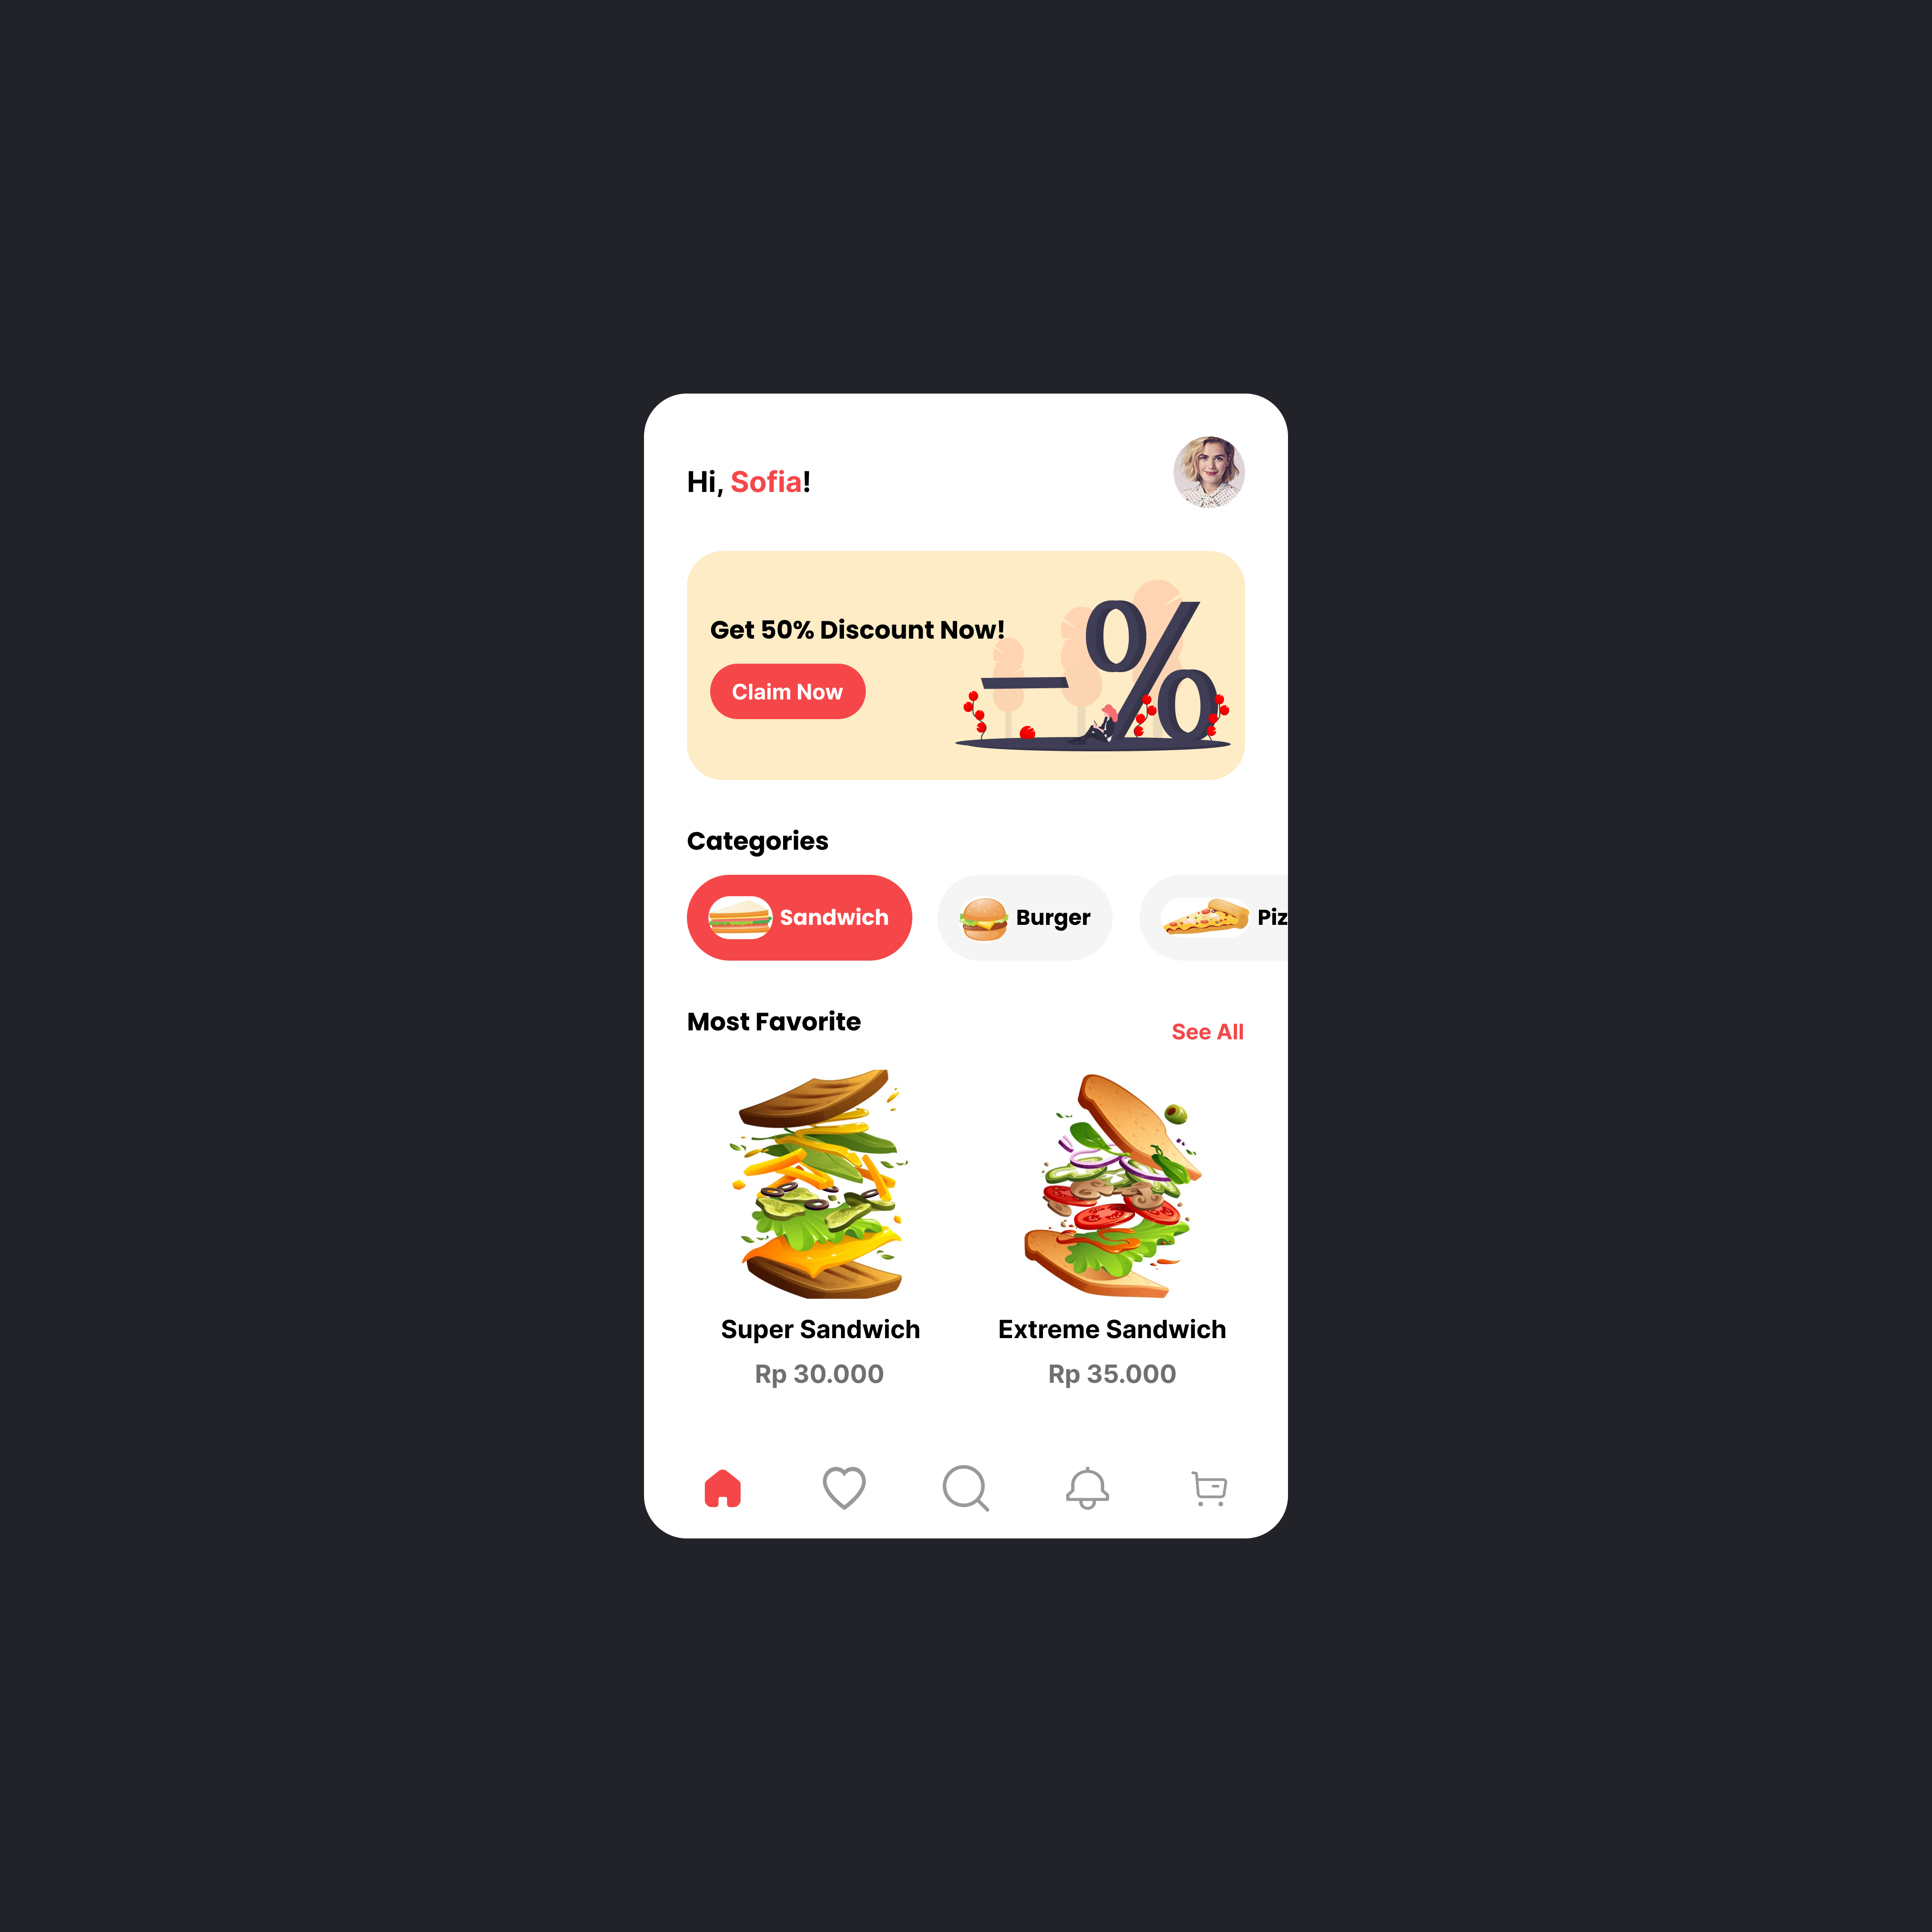 Hi, Sofia!
Get 50% Discount Now!
Claim Now
Categories
Sandwich
Burger
Piz
Most Favorite
See All
Super Sandwich
Extreme Sandwich
Rp 30.000
Rp 35.000